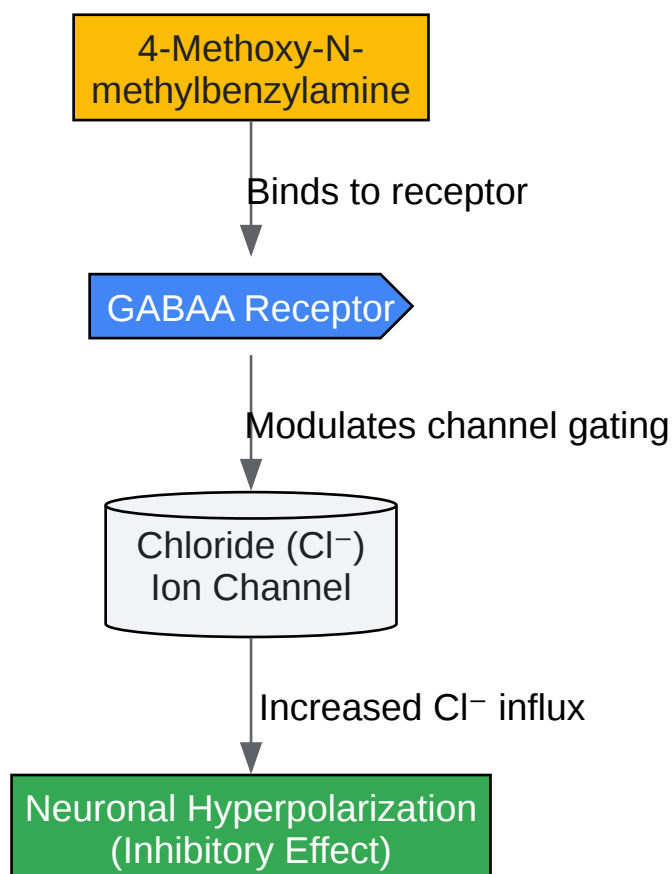 4-Methoxy-N-
methylbenzylamine
Binds to receptor
GABAA Receptor
Modulates channel gating
Chloride (Cl⁻)
Ion Channel
Increased Cl⁻ influx
Neuronal Hyperpolarization
(Inhibitory Effect)